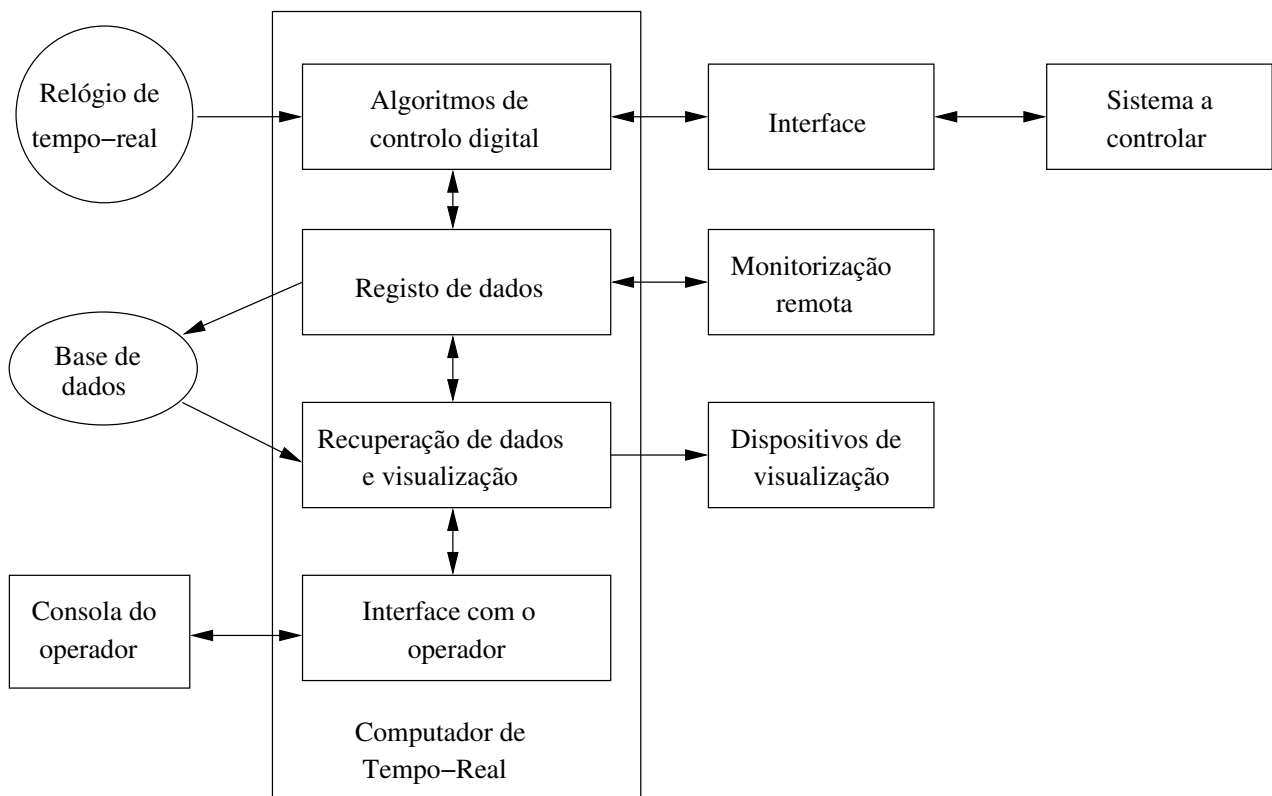 Relógio de
tempo−real
Algoritmos de
controlo digital
Interface
Sistema a
controlar
Registo de dados
Monitorização
remota
Base de
dados
Recuperação de dados
e visualização
Dispositivos de
visualização
Consola do
operador
Interface com o
operador
Computador de
Tempo−Real